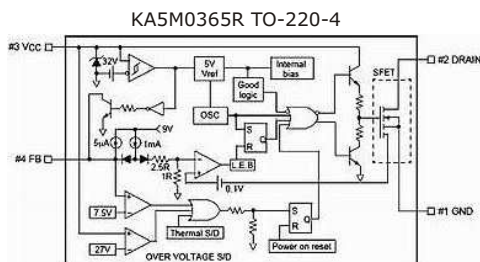 KA5M0365R TO-220-4
#3 VCC
32V
5V
Vref
Internal
bias
#2 DRAIN
SFET
Good
logic
OSC
9V
5μA
1mA
S
R
Q
#4 FB
2.5R
1R
L.E.B
0.1V
7.5V
27V
Thermal S/D
S
R
Q
Power on reset
#1 GND
OVER VOLTAGE S/D